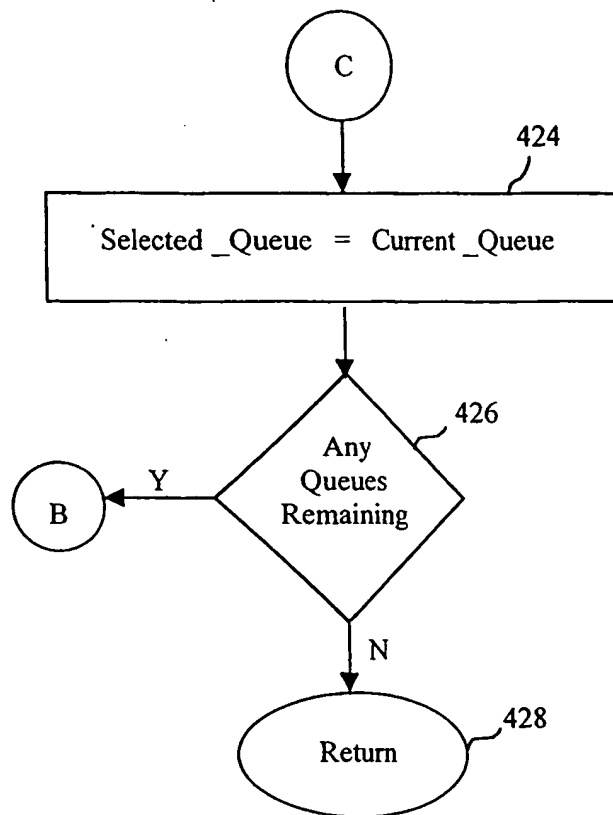 C
424
Selected _Queue = Current _Queue
426
Any
Queues
Remaining
Y
B
N
428
Return